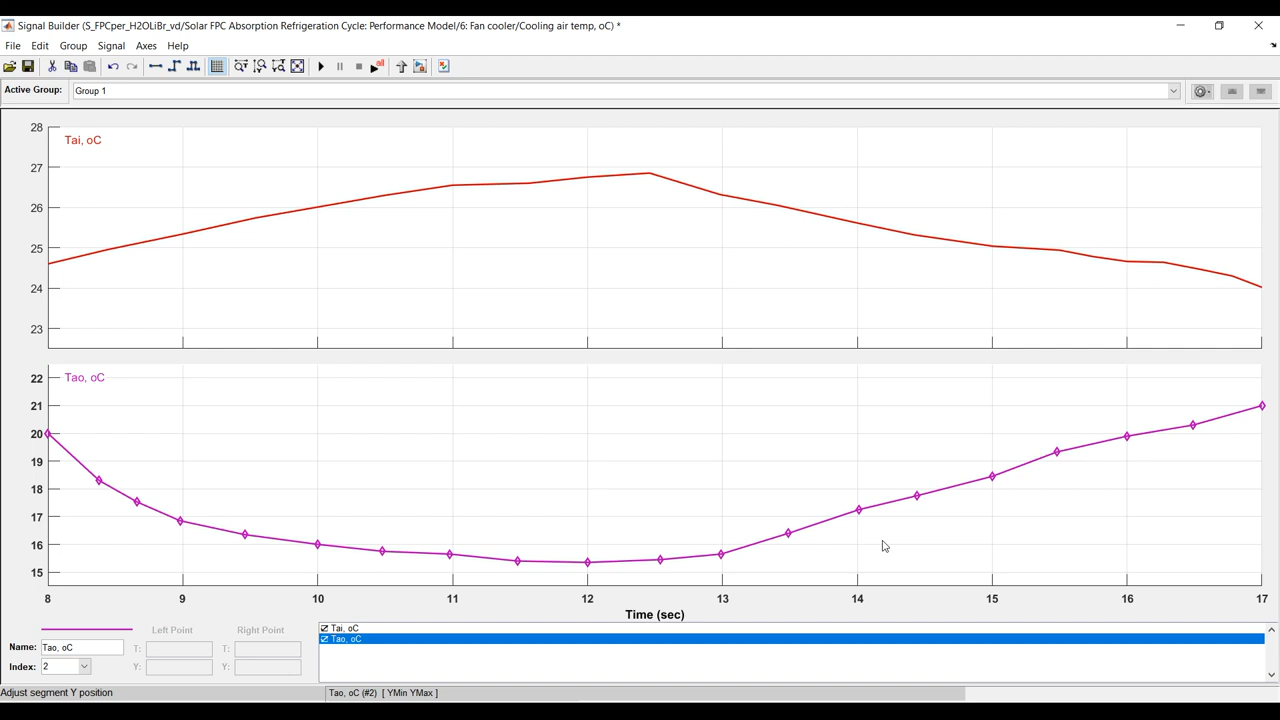 Signal Builder (S_FPCper_H2OLiBr_vd/Solar FPC Absorption Refrigeration Cycle: Performance Model/6: Fan cooler/Cooling air temp, oC) *
File Edit Group Signal Axes Help
Active Group: Group 1
28
Tai, oC
27
26
25
24
23
22
Tao, oC
21
20
19
18
17
16
15
8 9 10 11 12 13 14 15 16 17
Time (sec)
Left Point Right Point
Name: Tao, oC T: T:
Index: 2 Y: Y:
Tai, oC
Tao, oC
Adjust segment Y position
Tao, oC (#2) [ YMin YMax ]